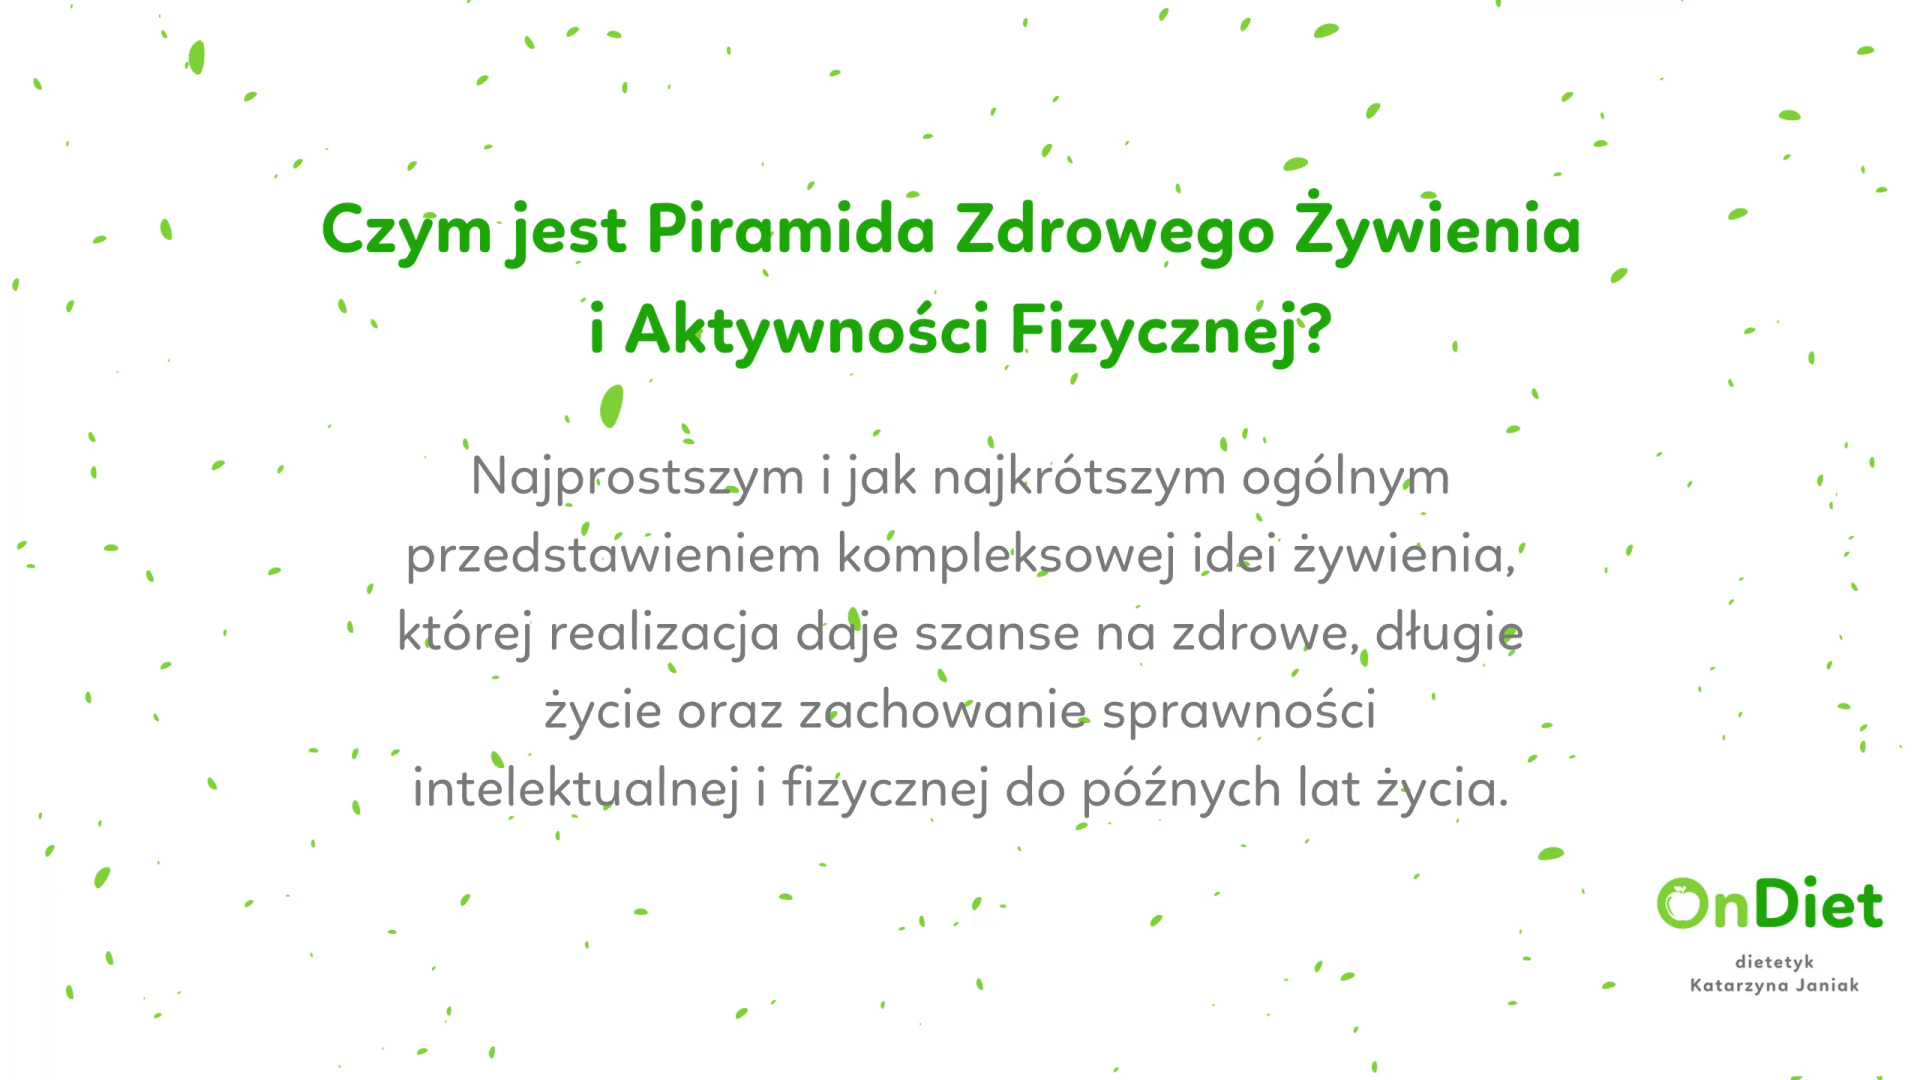 Czym jest Piramida Zdrowego Żywienia
i Aktywności Fizycznej?
Najprostszym i jak najkrótszym ogólnym
przedstawieniem kompleksowej idei żywienia,
której realizacja daje szanse na zdrowe, długie
życie oraz zachowanie sprawności
intelektualnej i fizycznej do późnych lat życia.
OnDiet
dietetyk
Katarzyna Janiak